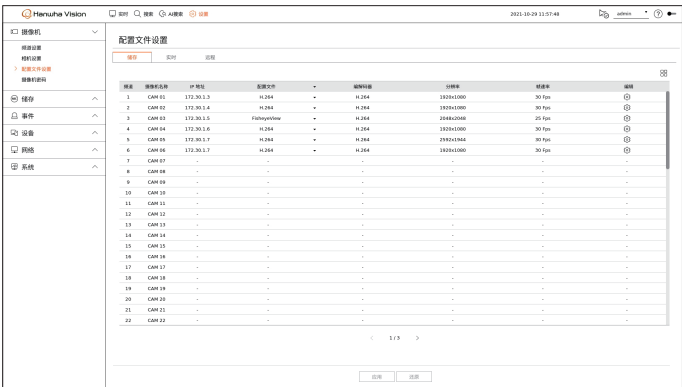 Hanwha Vision 实时 搜索 AI搜索 设置 2021-10-29 11:57:48 admin
摄像机
频道设置
相机设置
配置文件设置
摄像机密码
储存
事件
设备
网络
系统
配置文件设置
储存 实时 远程
频道 摄像机名称 IP 地址 配置文件 编解码器 分辨率 帧速率 编辑
1 CAM 01 172.30.1.3 H.264 H.264 1920x1080 30 Fps
2 CAM 02 172.30.1.4 H.264 H.264 1920x1080 30 Fps
3 CAM 03 172.30.1.5 FisheyeView H.264 2048x2048 25 Fps
4 CAM 04 172.30.1.6 H.264 H.264 1920x1080 30 Fps
5 CAM 05 172.30.1.7 H.264 H.264 2592x1944 30 Fps
6 CAM 06 172.30.1.7 H.264 H.264 1920x1080 30 Fps
7 CAM 07 - - - - - -
8 CAM 08 - - - - - -
9 CAM 09 - - - - - -
10 CAM 10 - - - - - -
11 CAM 11 - - - - - -
12 CAM 12 - - - - - -
13 CAM 13 - - - - - -
14 CAM 14 - - - - - -
15 CAM 15 - - - - - -
16 CAM 16 - - - - - -
17 CAM 17 - - - - - -
18 CAM 18 - - - - - -
19 CAM 19 - - - - - -
20 CAM 20 - - - - - -
21 CAM 21 - - - - - -
22 CAM 22 - - - - - -
< 1 / 3 >
应用 还原